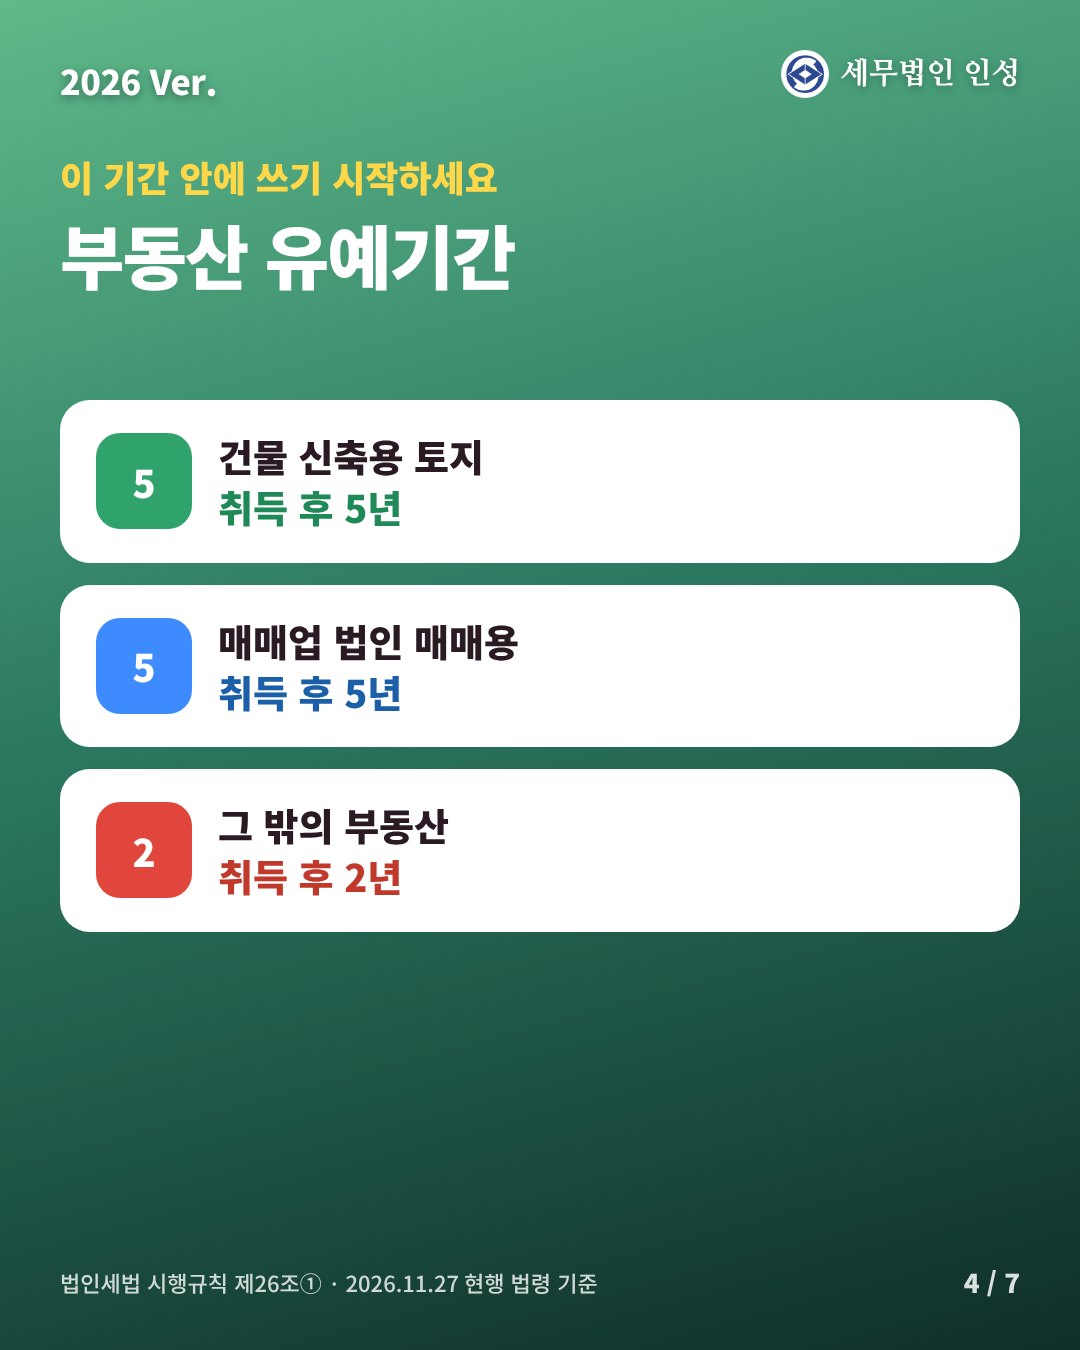 2026 Ver.
세무법인 인성
이 기간 안에 쓰기 시작하세요
부동산 유예기간
5
건물 신축용 토지
취득 후 5년
5
매매업 법인 매매용
취득 후 5년
2
그 밖의 부동산
취득 후 2년
법인세법 시행규칙 제26조① · 2026.11.27 현행 법령 기준
4 / 7